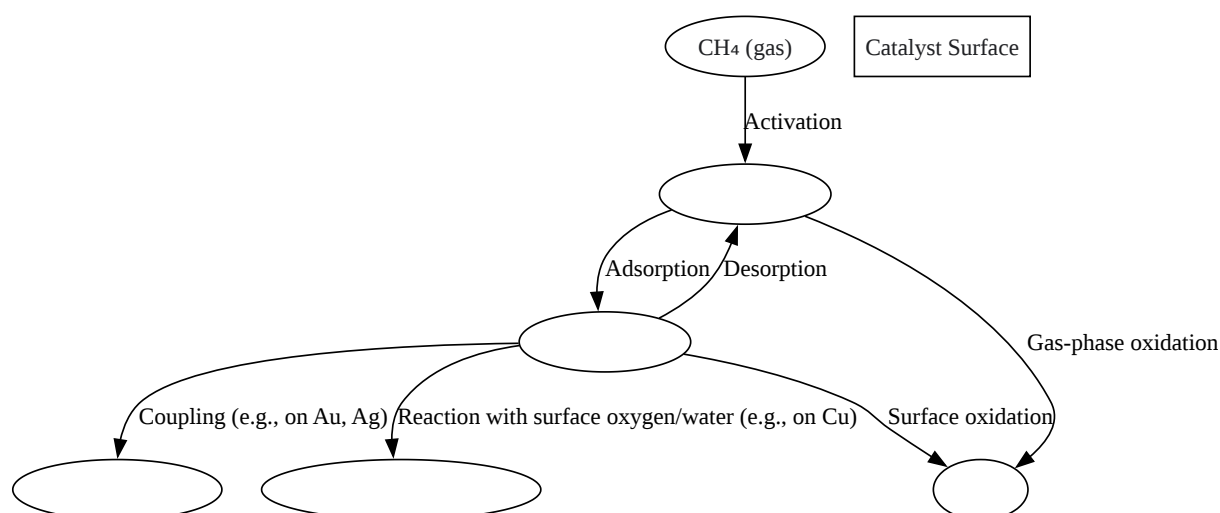 CH₄ (gas)
Catalyst Surface
Activation
Adsorption
Desorption
Gas-phase oxidation
Coupling (e.g., on Au, Ag)
Reaction with surface oxygen/water (e.g., on Cu)
Surface oxidation